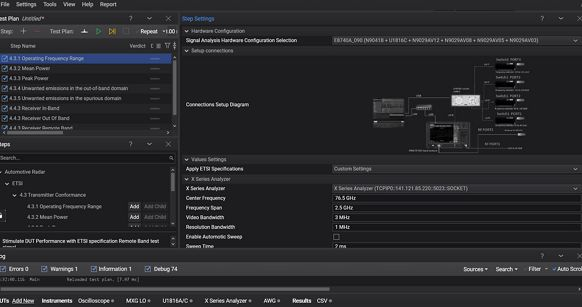 File Settings Tools View Help Report
Test Plan Untitled*
Step: Test Plan: Repeat
Step Name Verdict
4.3.1 Operating Frequency Range
4.3.2 Mean Power
4.3.3 Peak Power
4.3.4 Unwanted emissions in the out-of-band domain
4.3.5 Unwanted emissions in the spurious domain
4.4.3 Receiver In-Band
4.4.3 Receiver Out Of Band
4.4.3 Receiver Remote Band
Steps
Search...
Automotive Radar
ETSI
4.3 Transmitter Conformance
4.3.1 Operating Frequency Range Add Add Child
4.3.2 Mean Power Add Add Child
Stimulate DUT Performance with ETSI specification Remote Band test
signal
Step Settings
Hardware Configuration
Signal Analysis Hardware Configuration Selection E8740A_090 (N9041B + U1816C + N9029AV12 + N9029AV08 + N9029AV05 + N9029AV03)
Setup connections
Connections Setup Diagram
Values Settings
Apply ETSI Specifications Custom Settings
X Series Analyzer
X Series Analyzer X Series Analyzer (TCPIP0::141.121.85.220::5023::SOCKET)
Center Frequency 76.5 GHz
Frequency Span 2.5 GHz
Video Bandwidth 3 MHz
Resolution Bandwidth 1 MHz
Enable Automatic Sweep
Sweep Time 2 ms
Log
Errors 0 Warnings 1 Information 1 Debug 74 Sources Search Filter Auto Scroll
Main Reloaded test plan. [7.97 ms]
DUTs Add New Instruments Oscilloscope MXG LO U1816A/C X Series Analyzer AWG Results CSV